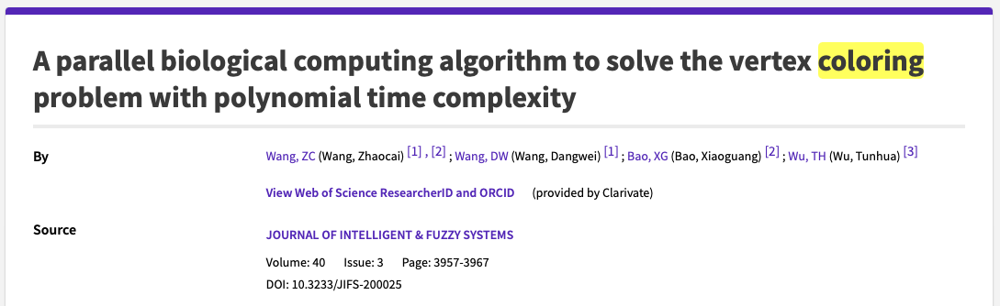 A parallel biological computing algorithm to solve the vertex coloring
problem with polynomial time complexity
By
Wang, ZC (Wang, Zhaocai) [1] , [2] ; Wang, DW (Wang, Dangwei) [1] ; Bao, XG (Bao, Xiaoguang) [2] ; Wu, TH (Wu, Tunhua) [3]
View Web of Science ResearcherID and ORCID (provided by Clarivate)
Source
JOURNAL OF INTELLIGENT & FUZZY SYSTEMS
Volume: 40 Issue: 3 Page: 3957-3967
DOI: 10.3233/JIFS-200025